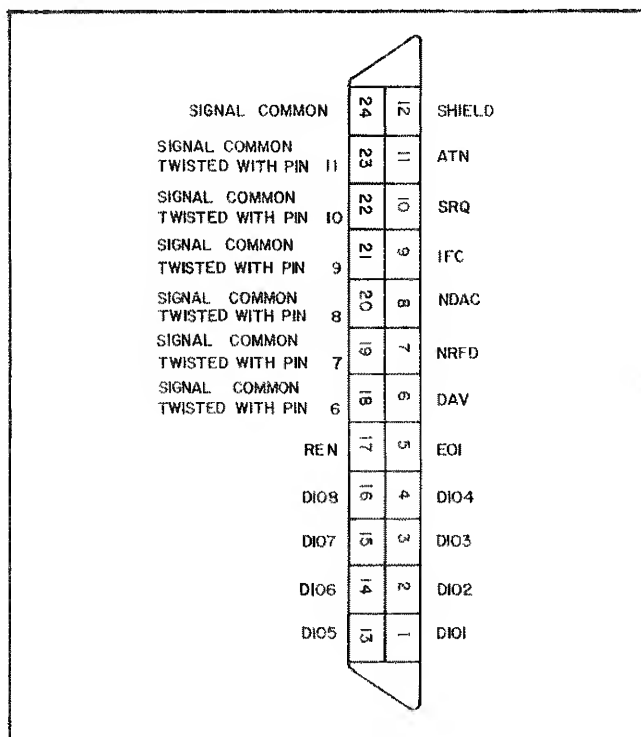 SIGNAL COMMON 24 12 SHIELD
SIGNAL COMMON
TWISTED WITH PIN 11 23 11 ATN
SIGNAL COMMON
TWISTED WITH PIN 10 22 10 SRQ
SIGNAL COMMON
TWISTED WITH PIN 9 21 9 IFC
SIGNAL COMMON
TWISTED WITH PIN 8 20 8 NDAC
SIGNAL COMMON
TWISTED WITH PIN 7 19 7 NRFD
SIGNAL COMMON
TWISTED WITH PIN 6 18 6 DAV
REN 17 5 EOI
DIO8 16 4 DIO4
DIO7 15 3 DIO3
DIO6 14 2 DIO2
DIO5 13 1 DIO1